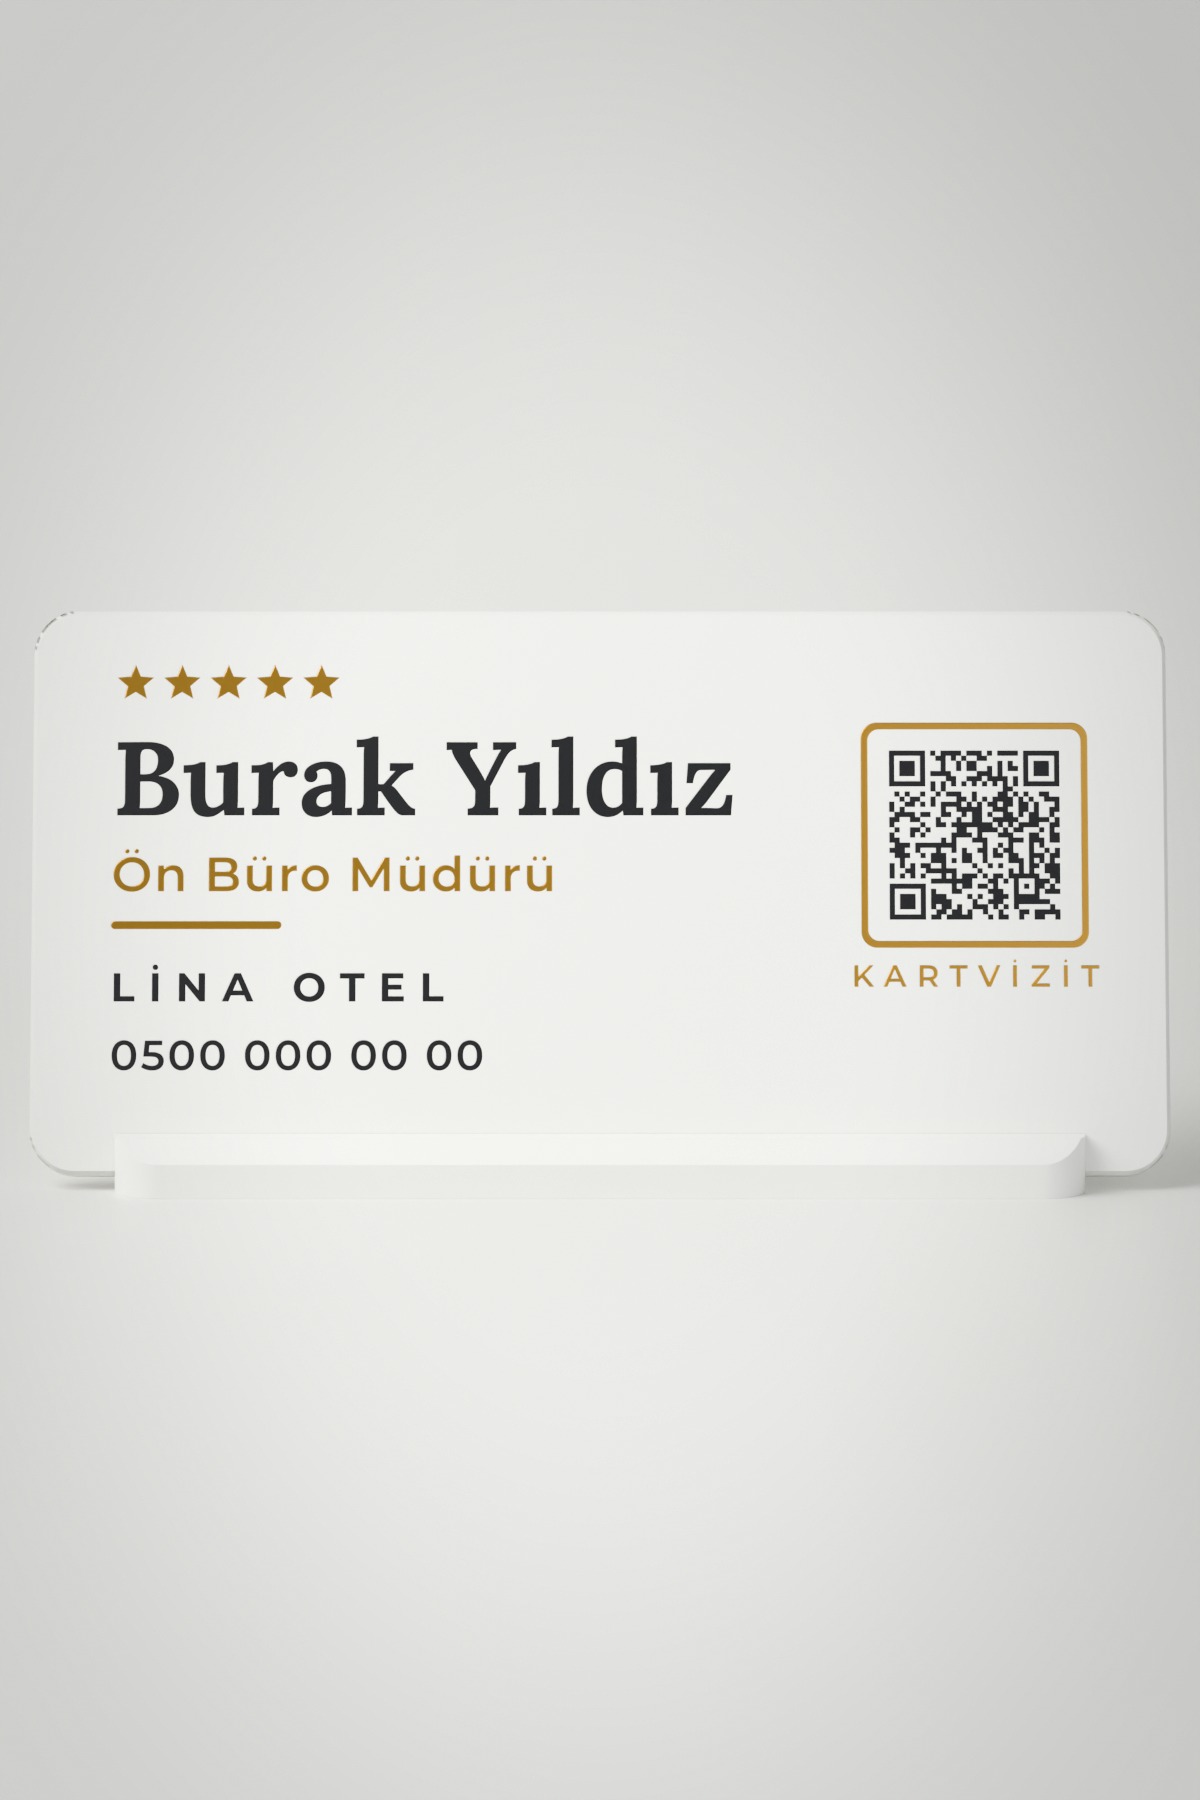 Burak Yıldız
Ön Büro Müdürü
LİNA OTEL
0500 000 00 00
KARTVİZİT